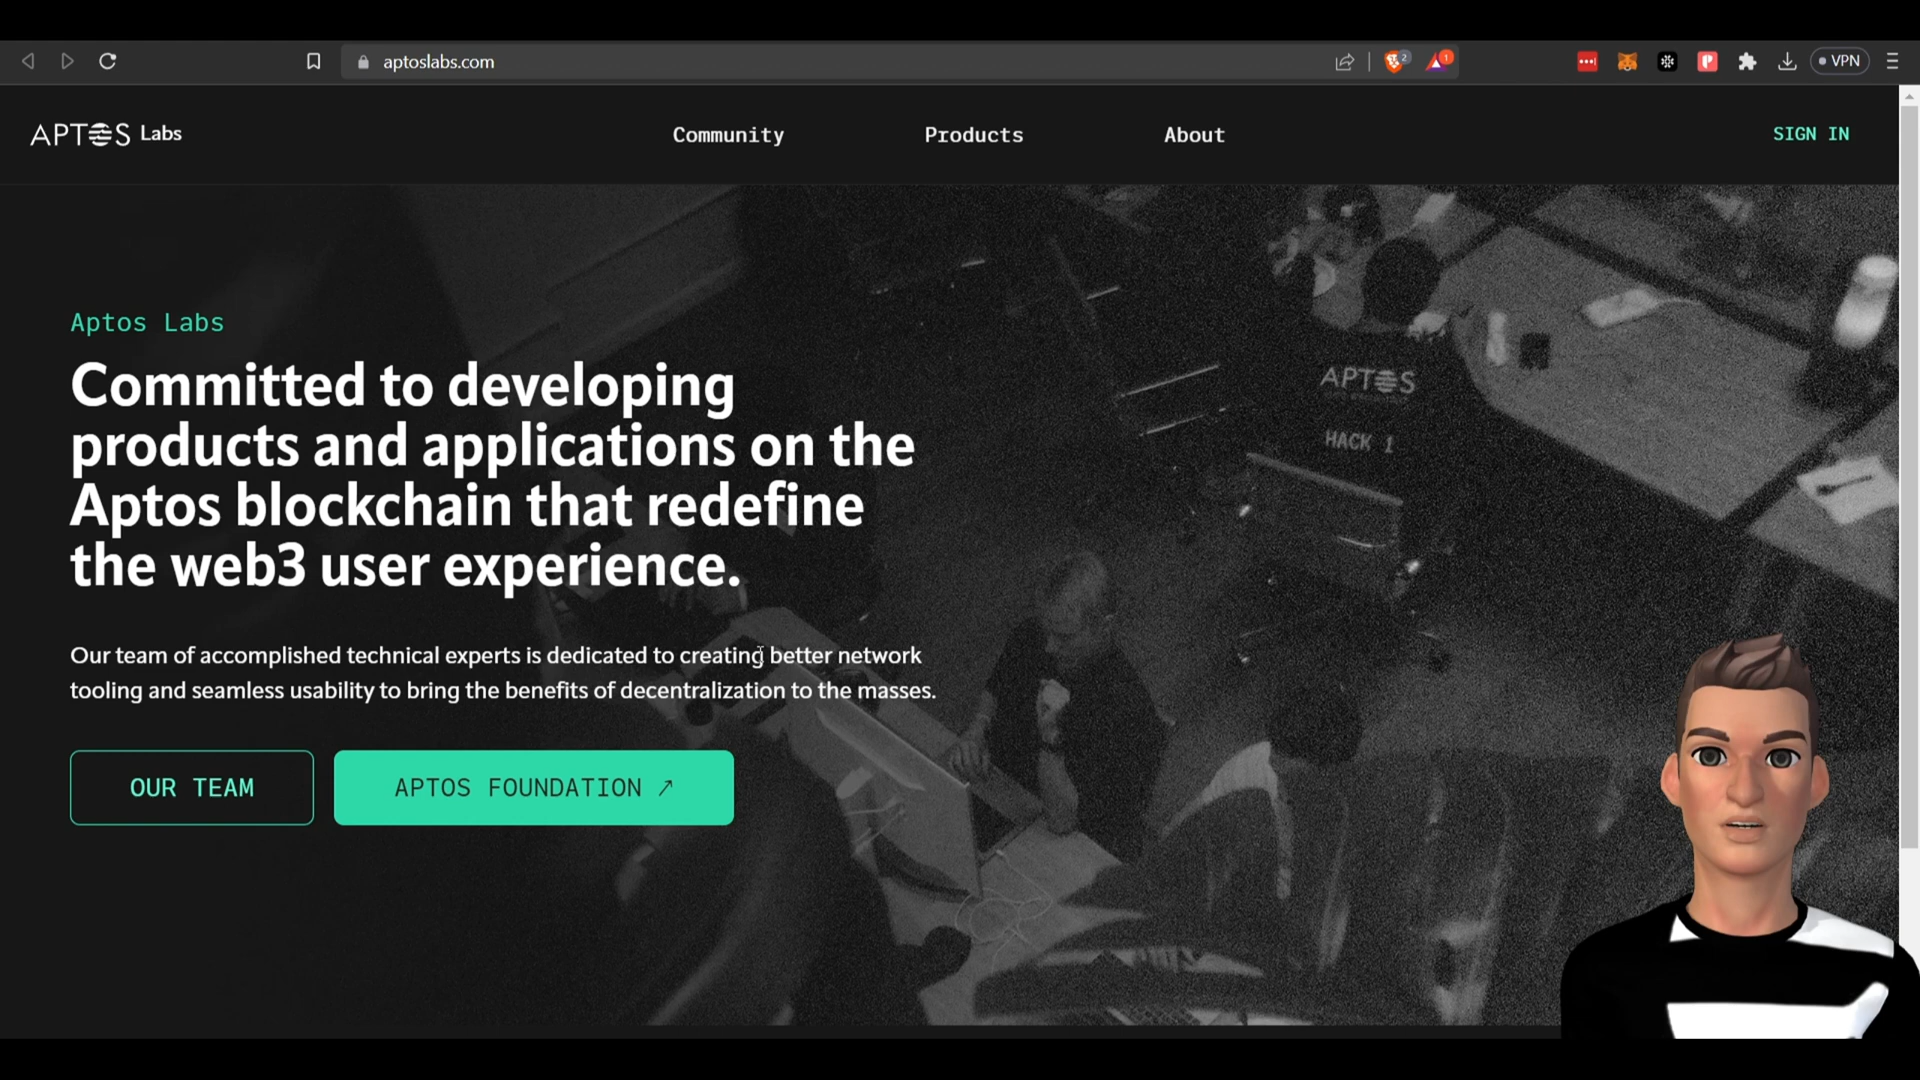 aptoslabs.com
2
1
VPN
APTOS Labs
Community
Products
About
SIGN IN
Aptos Labs
Committed to developing
products and applications on the
Aptos blockchain that redefine
the web3 user experience.
APTOS
HACK 1
Our team of accomplished technical experts is dedicated to creating better network
tooling and seamless usability to bring the benefits of decentralization to the masses.
OUR TEAM
APTOS FOUNDATION ↗